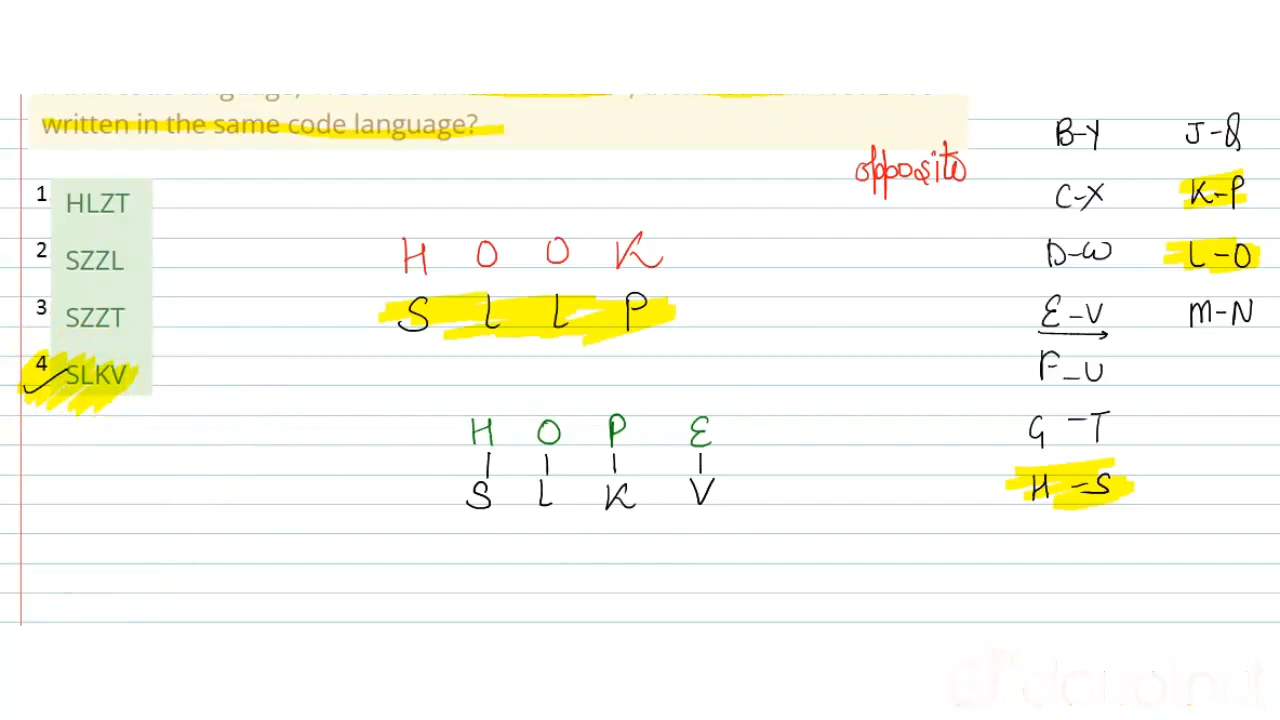 written in the same code language?
opposite
1 HLZT
2 SZZL
3 SZZT
4 SLKV
H O O K
S L L P
H O P E
S L K V
B-Y
C-X
D-W
E-V
F-U
G-T
H=S
J-Q
K-P
L-O
M-N